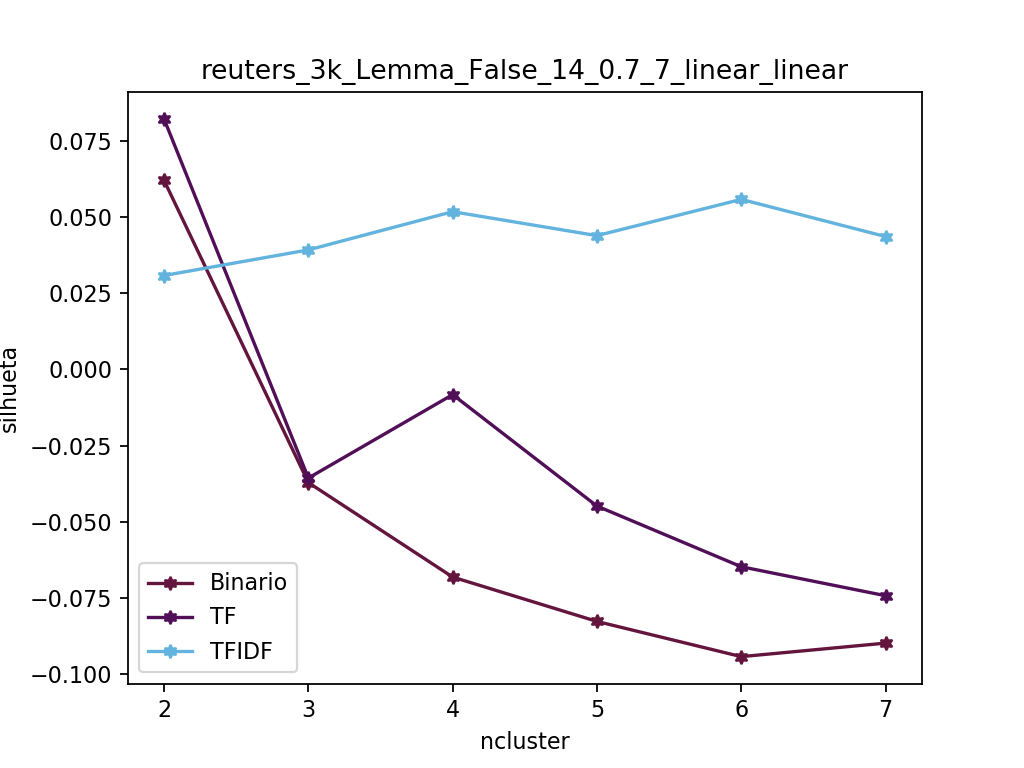 reuters_3k_Lemma_False_14_0.7_7_linear_linear
0.075
0.050
0.025
0.000
−0.025
−0.050
−0.075
−0.100
silhueta
Binario
TF
TFIDF
2 3 4 5 6 7
ncluster